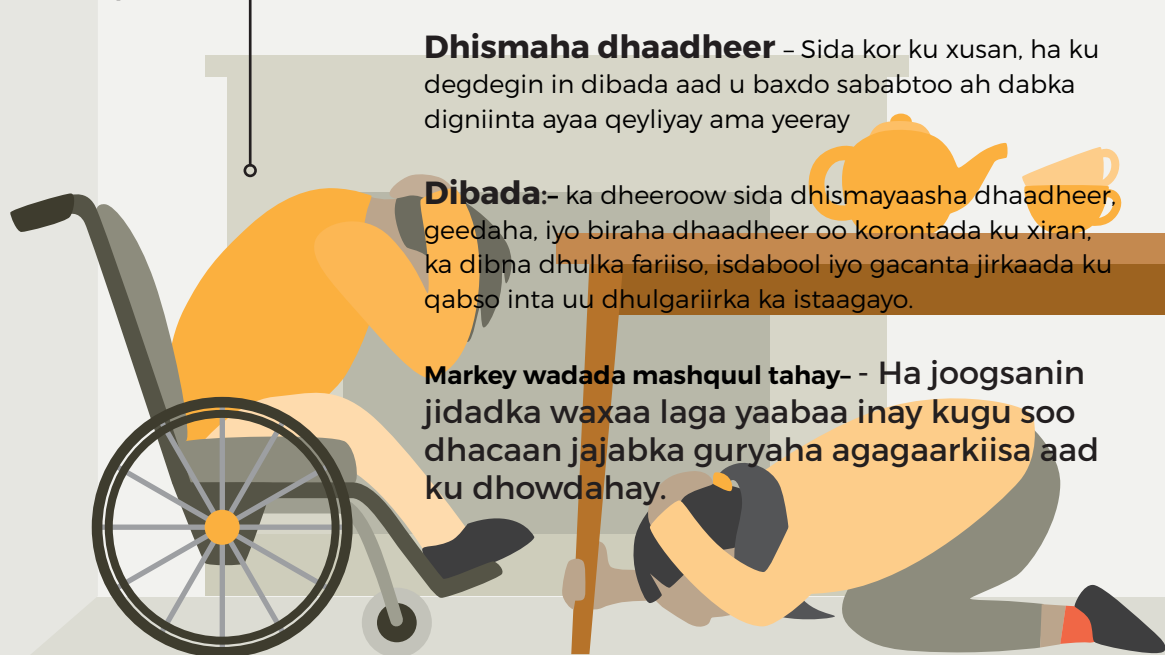 Dhismaha dhaadheer – Sida kor ku xusan, ha ku
degdegin in dibada aad u baxdo sababtoo ah dabka
digniinta ayaa qeyliyay ama yeeray
Dibada:– ka dheeroow sida dhismayaasha dhaadheer,
geedaha, iyo biraha dhaadheer oo korontada ku xiran,
ka dibna dhulka fariiso, isdabool iyo gacanta jirkaada ku
qabso inta uu dhulgariirka ka istaagayo.
Markey wadada mashquul tahay– - Ha joogsanin
jidadka waxaa laga yaabaa inay kugu soo
dhacaan jajabka guryaha agagaarkiisa aad
ku dhowdahay.